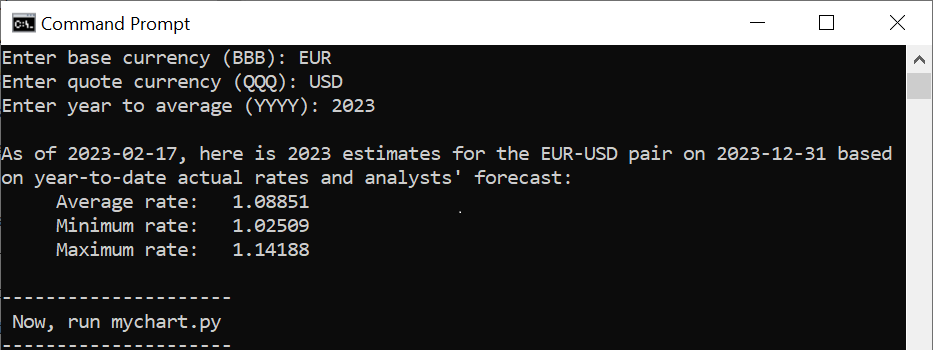 Command Prompt
Enter base currency (BBB): EUR
Enter quote currency (QQQ): USD
Enter year to average (YYYY): 2023
As of 2023-02-17, here is 2023 estimates for the EUR-USD pair on 2023-12-31 based
on year-to-date actual rates and analysts' forecast:
Average rate: 1.08851
Minimum rate: 1.02509
Maximum rate: 1.14188
---------------------
Now, run mychart.py
---------------------